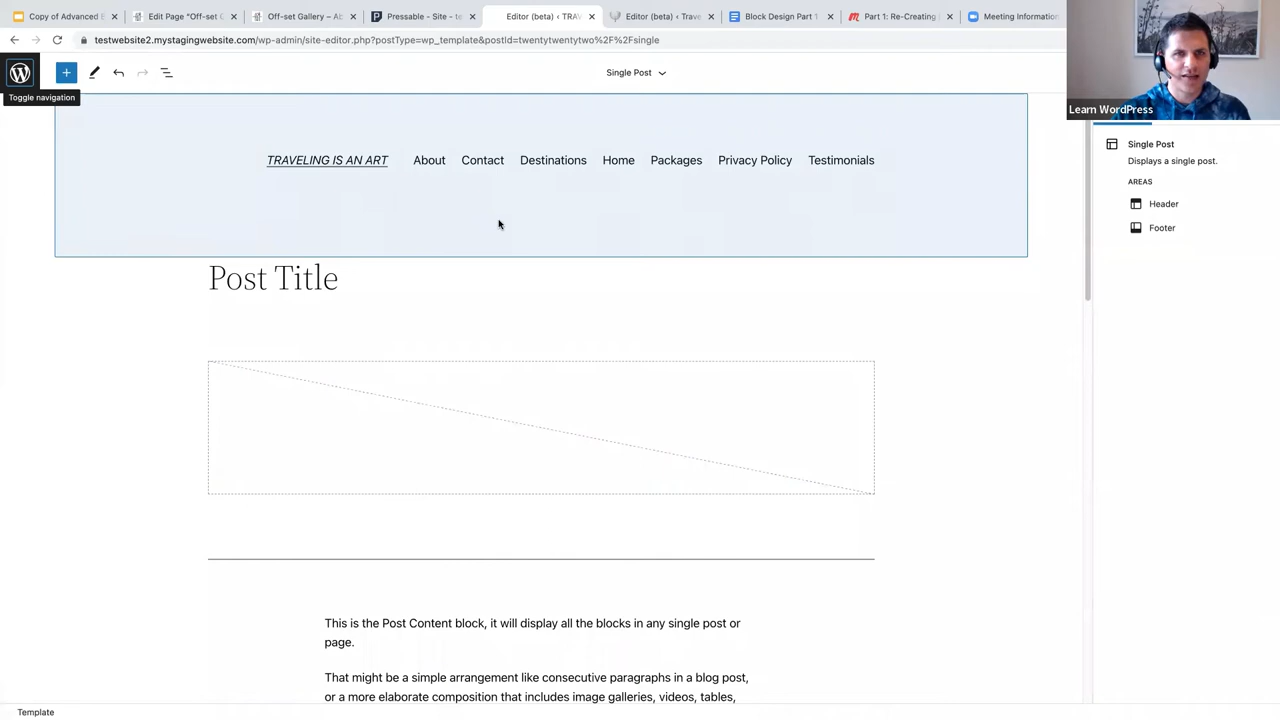 Copy of Advanced E
Edit Page "Off-set G
Off-set Gallery – Ab
Pressable - Site – te
Editor (beta) ‹ TRAV
Editor (beta) ‹ Trave
Block Design Part 1
Part 1: Re-Creating
Meeting Information
testwebsite2.mystagingwebsite.com/wp-admin/site-editor.php?postType=wp_template&postId=twentytwentytwo%2F%2Fsingle
Single Post
Toggle navigation
Learn WordPress
TRAVELING IS AN ART About Contact Destinations Home Packages Privacy Policy Testimonials
Single Post
Displays a single post.
AREAS
Header
Footer
Post Title
This is the Post Content block, it will display all the blocks in any single post or
page.
That might be a simple arrangement like consecutive paragraphs in a blog post,
or a more elaborate composition that includes image galleries, videos, tables,
Template